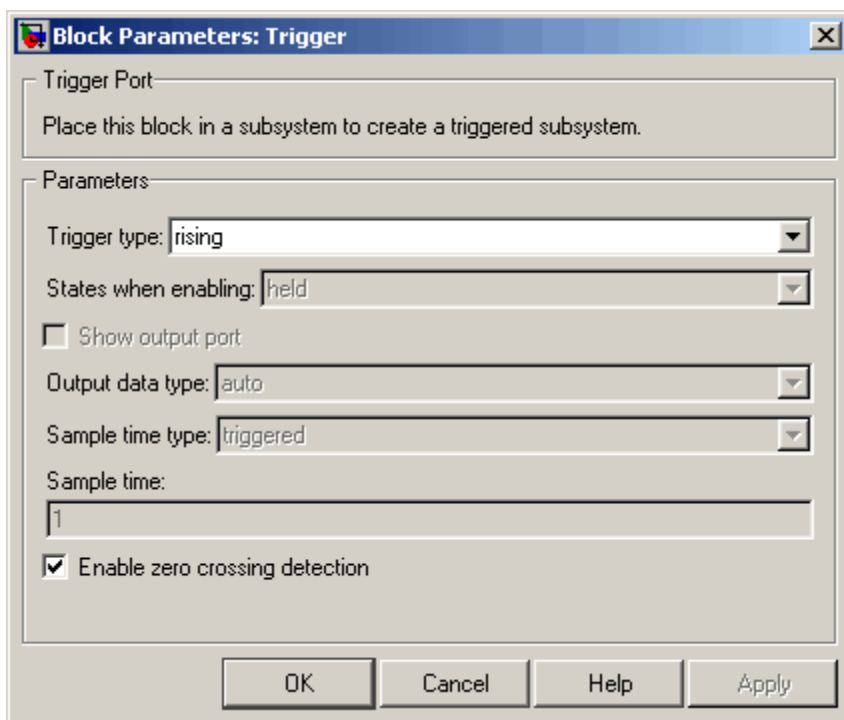 Block Parameters: Trigger
Trigger Port
Place this block in a subsystem to create a triggered subsystem.
Parameters
Trigger type: rising
States when enabling: held
Show output port
Output data type: auto
Sample time type: triggered
Sample time:
1
Enable zero crossing detection
OK Cancel Help Apply